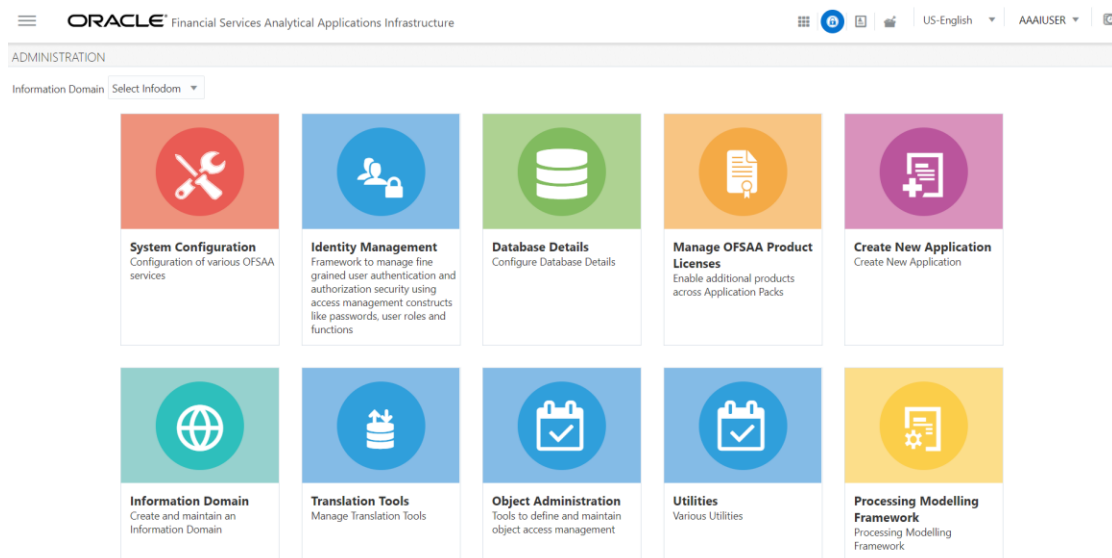 ORACLE® Financial Services Analytical Applications Infrastructure
US-English
AAAIUSER
ADMINISTRATION
Information Domain Select Infodom
System Configuration
Configuration of various OFSAA
services
Identity Management
Framework to manage fine
grained user authentication and
authorization security using
access management constructs
like passwords, user roles and
functions
Database Details
Configure Database Details
Manage OFSAA Product
Licenses
Enable additional products
across Application Packs
Create New Application
Create New Application
Information Domain
Create and maintain an
Information Domain
Translation Tools
Manage Translation Tools
Object Administration
Tools to define and maintain
object access management
Utilities
Various Utilities
Processing Modelling
Framework
Processing Modelling
Framework